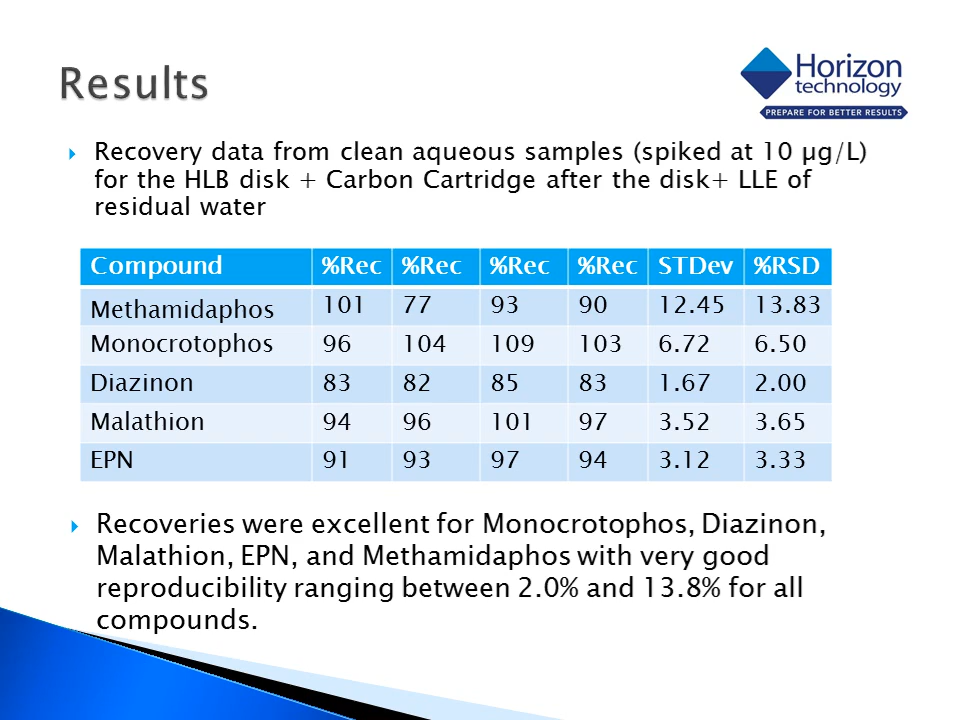 Results
Horizon
technology
PREPARE FOR BETTER RESULTS
Recovery data from clean aqueous samples (spiked at 10 µg/L)
for the HLB disk + Carbon Cartridge after the disk+ LLE of
residual water
Compound %Rec %Rec %Rec %Rec STDev %RSD
Methamidaphos 101 77 93 90 12.45 13.83
Monocrotophos 96 104 109 103 6.72 6.50
Diazinon 83 82 85 83 1.67 2.00
Malathion 94 96 101 97 3.52 3.65
EPN 91 93 97 94 3.12 3.33
Recoveries were excellent for Monocrotophos, Diazinon,
Malathion, EPN, and Methamidaphos with very good
reproducibility ranging between 2.0% and 13.8% for all
compounds.